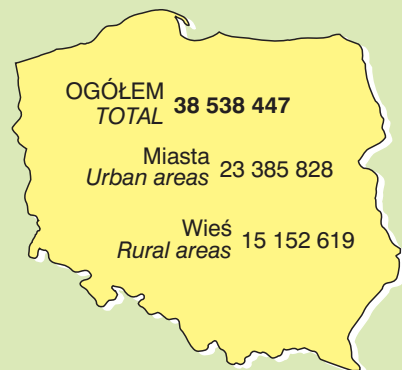 OGÓŁEM
TOTAL 38 538 447
Miasta
Urban areas 23 385 828
Wieś
Rural areas 15 152 619